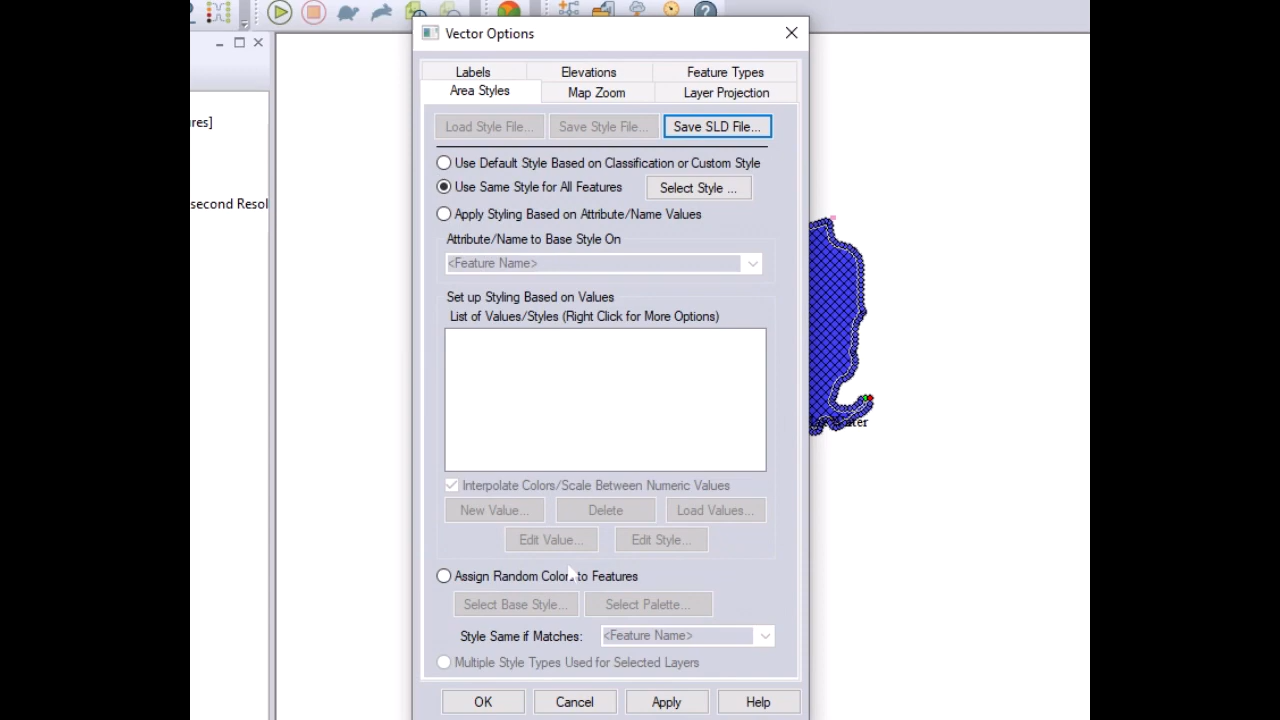 Vector Options
Labels Elevations Feature Types
Area Styles Map Zoom Layer Projection
res]
Load Style File... Save Style File... Save SLD File...
Use Default Style Based on Classification or Custom Style
Use Same Style for All Features Select Style ...
second Resol
Apply Styling Based on Attribute/Name Values
Attribute/Name to Base Style On
<Feature Name>
Set up Styling Based on Values
List of Values/Styles (Right Click for More Options)
Interpolate Colors/Scale Between Numeric Values
New Value... Delete Load Values...
Edit Value... Edit Style...
Assign Random Colors to Features
Select Base Style... Select Palette...
Style Same if Matches: <Feature Name>
Multiple Style Types Used for Selected Layers
OK Cancel Apply Help